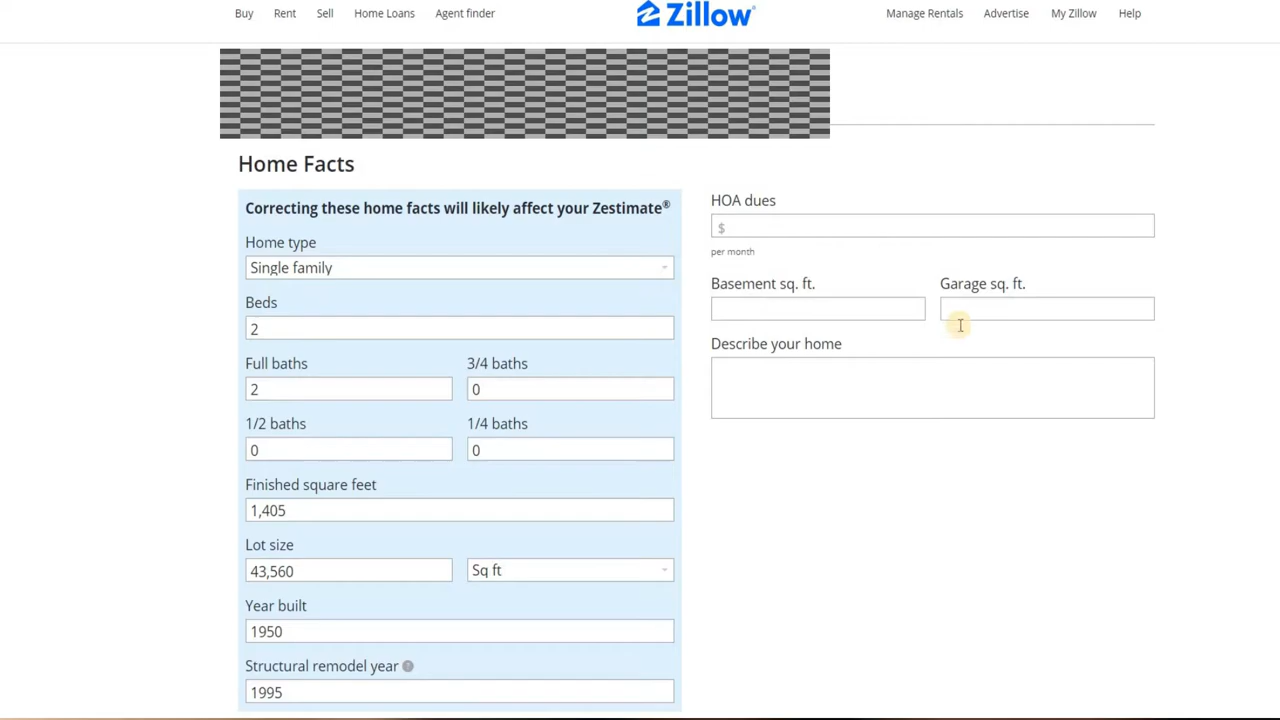 Buy Rent Sell Home Loans Agent finder Zillow® Manage Rentals Advertise My Zillow Help
Home Facts
Correcting these home facts will likely affect your Zestimate®
Home type
Single family
Beds
2
Full baths 3/4 baths
2 0
1/2 baths 1/4 baths
0 0
Finished square feet
1,405
Lot size
43,560 Sq ft
Year built
1950
Structural remodel year ?
1995
HOA dues
$
per month
Basement sq. ft. Garage sq. ft.
Describe your home